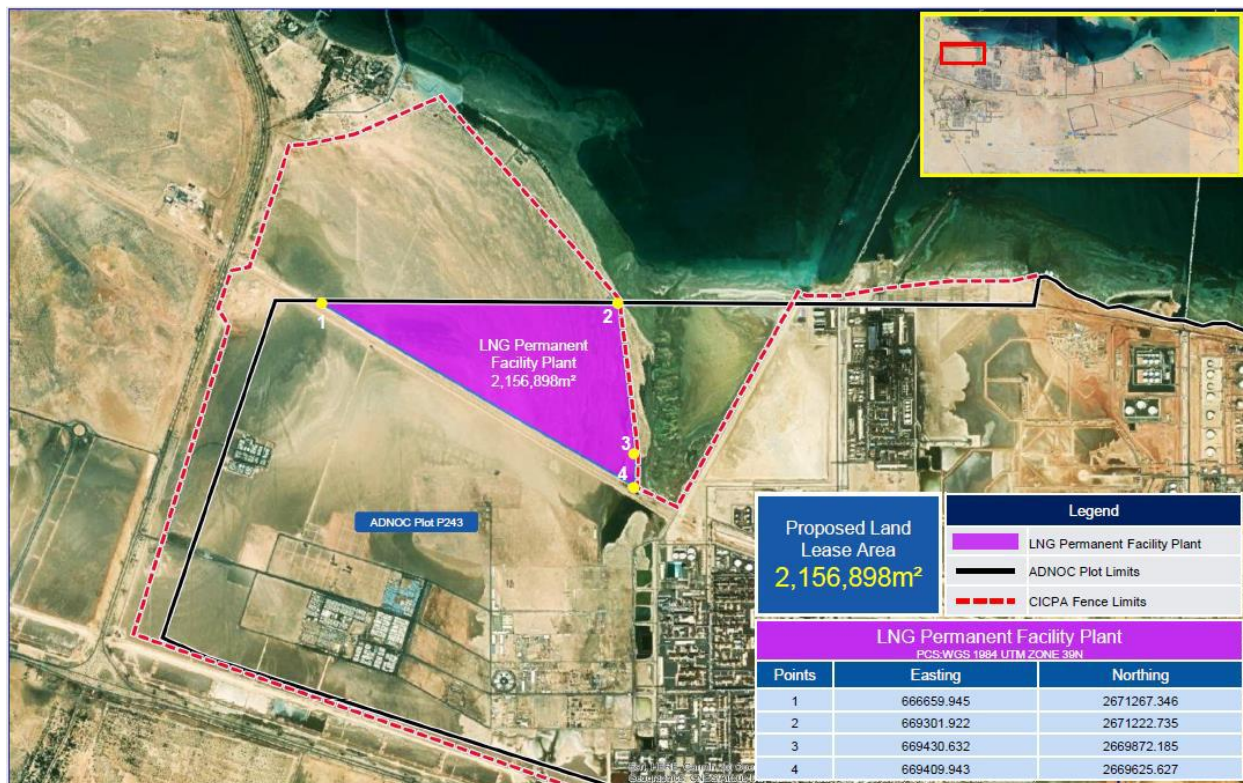 1
2
LNG Permanent
Facility Plant
2,156,898m²
3
4
ADNOC Plot P243
Proposed Land
Lease Area
2,156,898m²
Legend
LNG Permanent Facility Plant
ADNOC Plot Limits
CICPA Fence Limits
LNG Permanent Facility Plant
PCS:WGS 1984 UTM ZONE 39N
Points Easting Northing
1 666659.945 2671267.346
2 669301.922 2671222.735
3 669430.632 2669872.185
4 669409.943 2669625.627